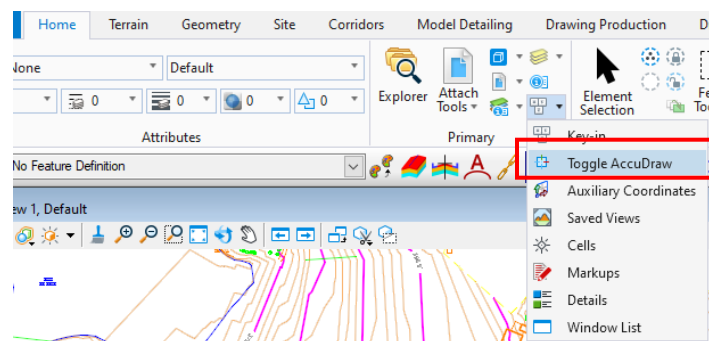 Home Terrain Geometry Site Corridors Model Detailing Drawing Production D
None Default
0 0 0 0
Explorer Attach Tools Element Selection
Attributes Primary
No Feature Definition
Key-in
Toggle AccuDraw
ew 1, Default
Auxiliary Coordinates
Saved Views
Cells
Markups
Details
Window List